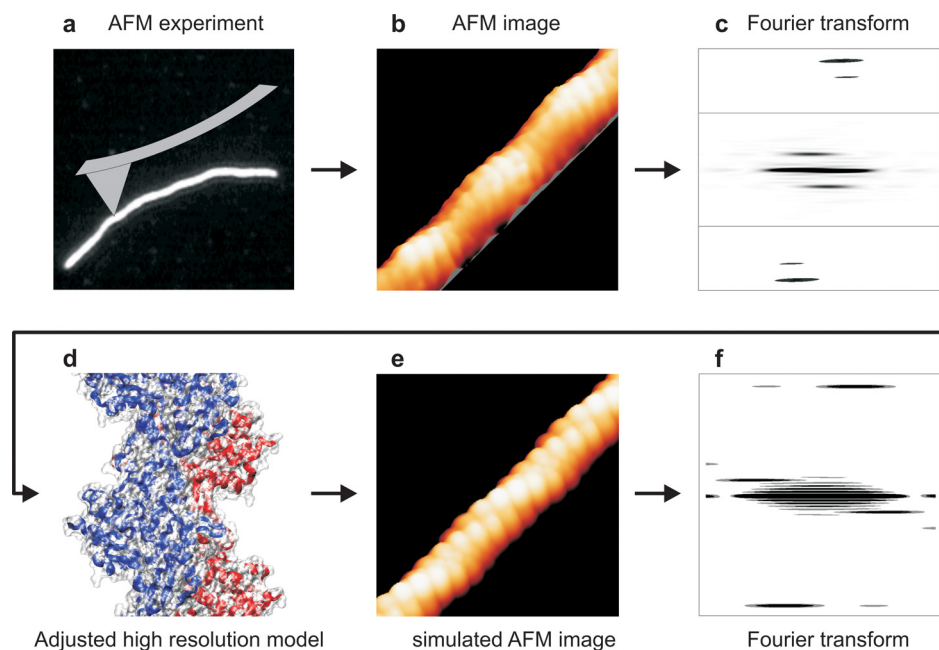 a AFM experiment
b AFM image
c Fourier transform
d
e
f
Adjusted high resolution model
simulated AFM image
Fourier transform